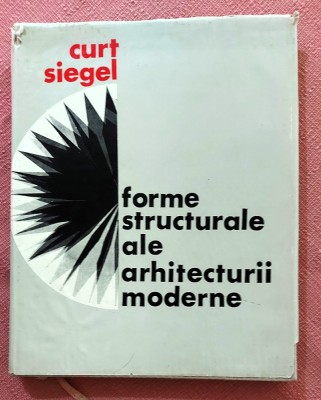 curt
siegel
forme
structurale
ale
arhitecturii
moderne